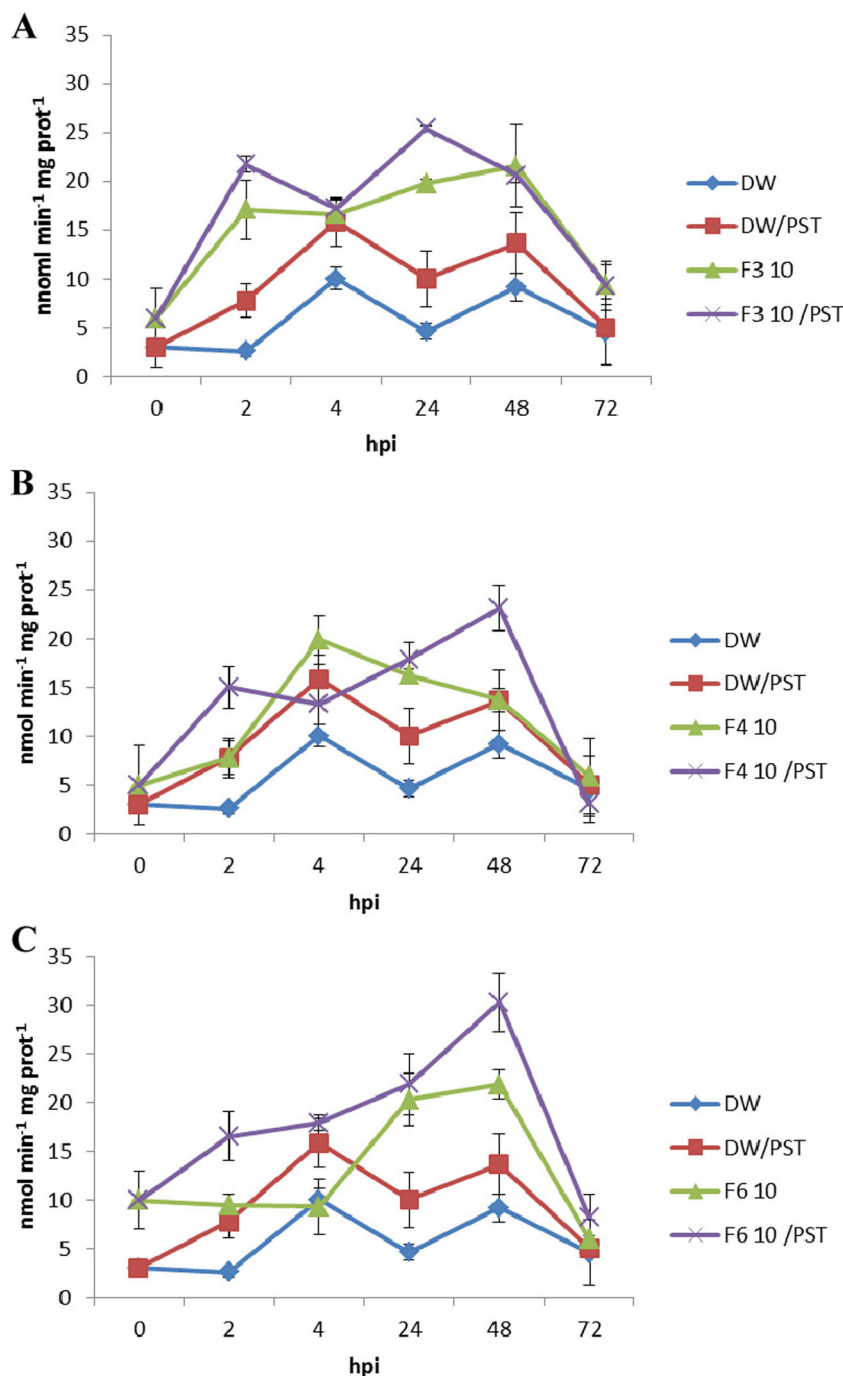 A
nnoml min⁻¹ mg prot⁻¹
35
30
25
20
15
10
5
0
0 2 4 24 48 72
hpi
DW
DW/PST
F3 10
F3 10 /PST
B
nmol min⁻¹ mg prot⁻¹
35
30
25
20
15
10
5
0
0 2 4 24 48 72
hpi
DW
DW/PST
F4 10
F4 10 /PST
C
nmol min⁻¹ mg prot⁻¹
35
30
25
20
15
10
5
0
0 2 4 24 48 72
hpi
DW
DW/PST
F6 10
F6 10 /PST